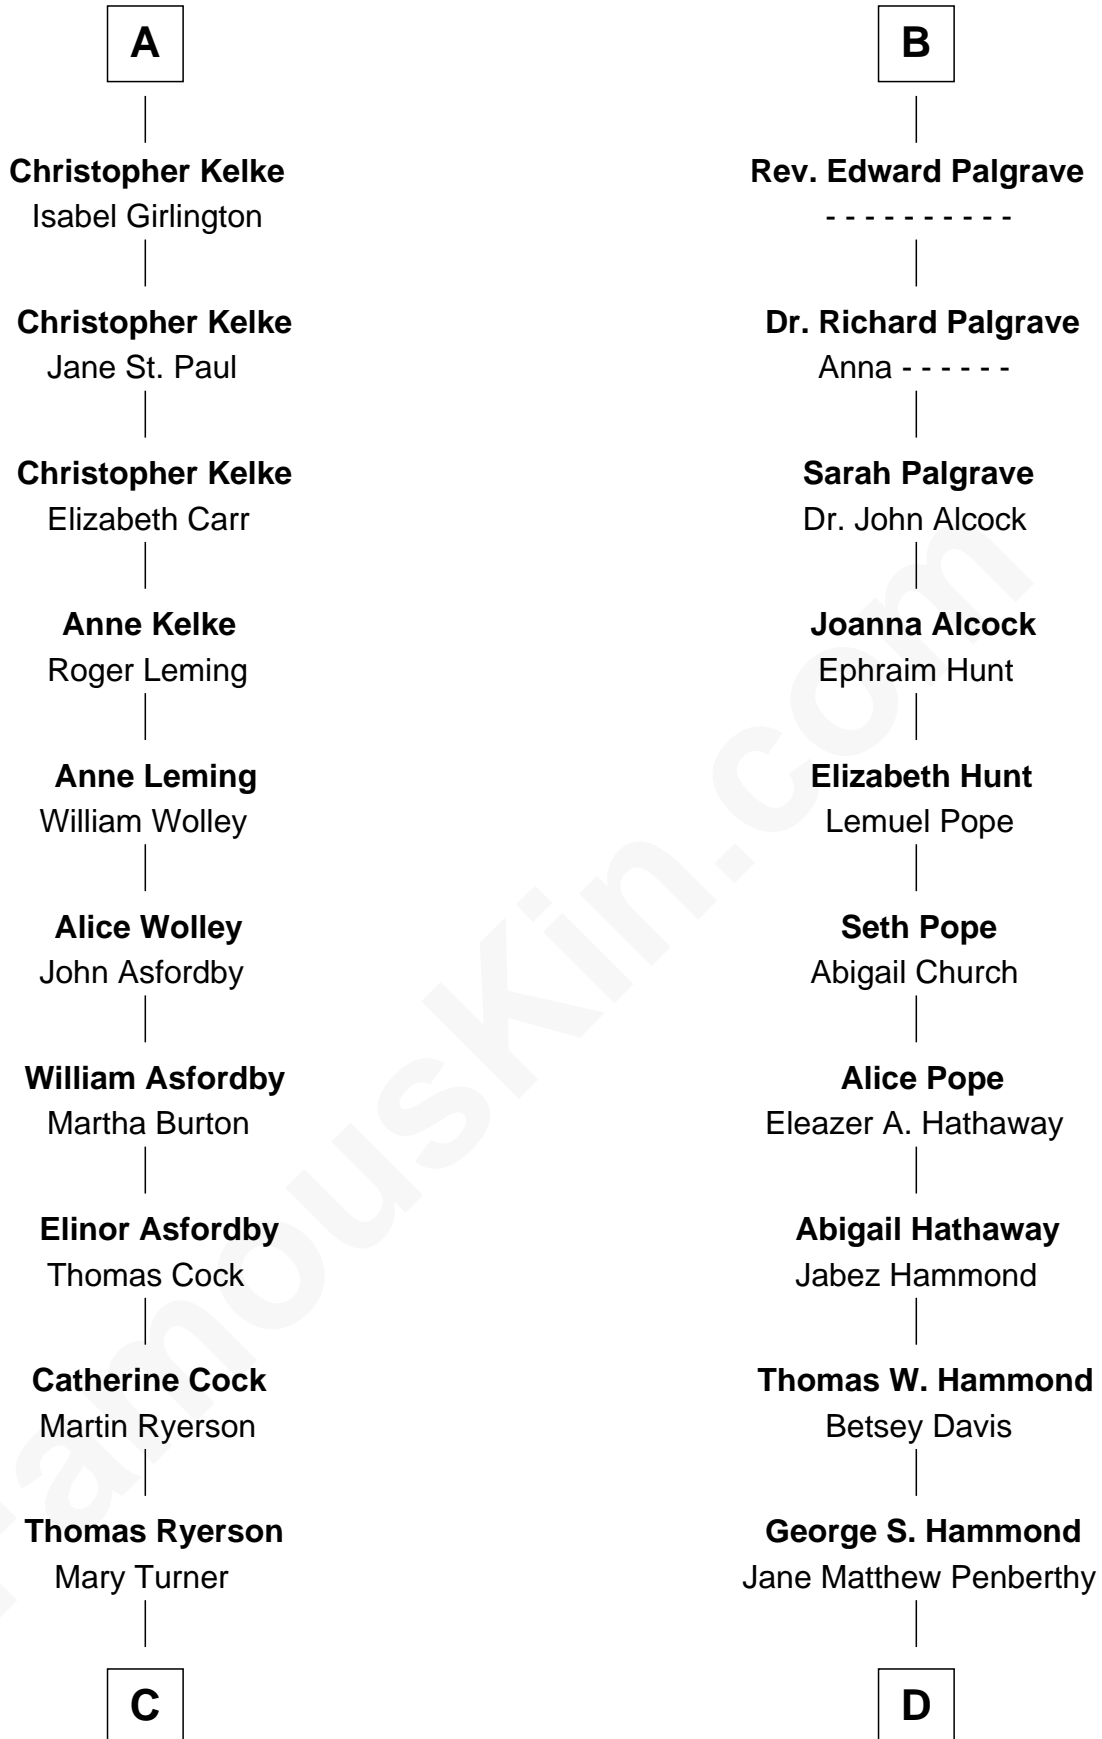 A
Christopher Kelke
Isabel Girlington
Christopher Kelke
Jane St. Paul
Christopher Kelke
Elizabeth Carr
Anne Kelke
Roger Leming
Anne Leming
William Wolley
Alice Wolley
John Asfordby
William Asfordby
Martha Burton
Elinor Asfordby
Thomas Cock
Catherine Cock
Martin Ryerson
Thomas Ryerson
Mary Turner
C
B
Rev. Edward Palgrave
- - - - - - - - - -
Dr. Richard Palgrave
Anna - - - - - -
Sarah Palgrave
Dr. John Alcock
Joanna Alcock
Ephraim Hunt
Elizabeth Hunt
Lemuel Pope
Seth Pope
Abigail Church
Alice Pope
Eleazer A. Hathaway
Abigail Hathaway
Jabez Hammond
Thomas W. Hammond
Betsey Davis
George S. Hammond
Jane Matthew Penberthy
D
FamousKin.com